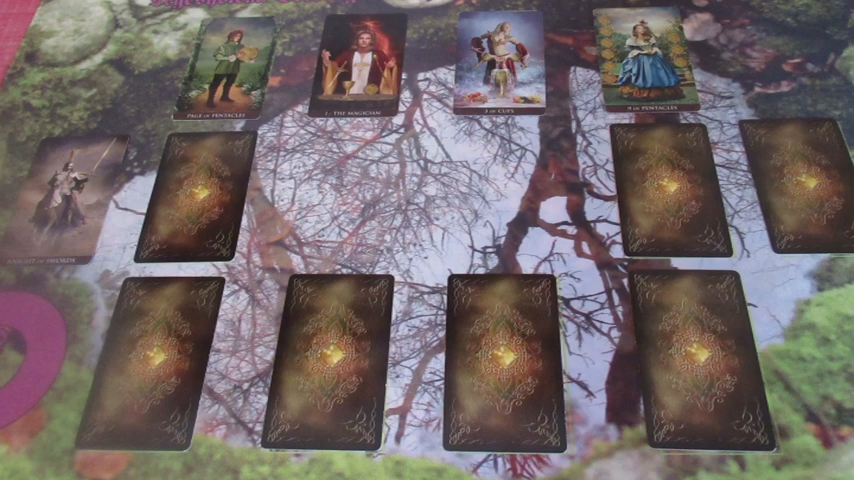 PAGE OF PENTACLES
1 - THE MAGICIAN
3 OF CUPS
9 OF PENTACLES
KNIGHT OF SWORDS